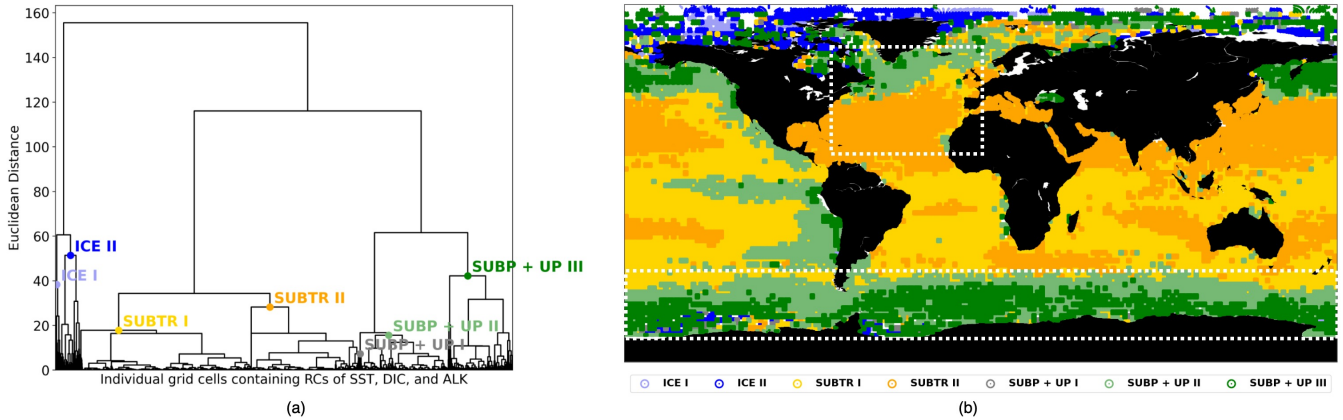 160
140
120
100
80
60
40
20
0
Euclidean Distance
ICE II
ICE I
SUBP + UP III
SUBTR II
SUBTR I
SUBP + UP II
SUBP + UP I
Individual grid cells containing RCs of SST, DIC, and ALK
(a)
ICE I ICE II SUBTR I SUBTR II SUBP + UP I SUBP + UP II SUBP + UP III
(b)